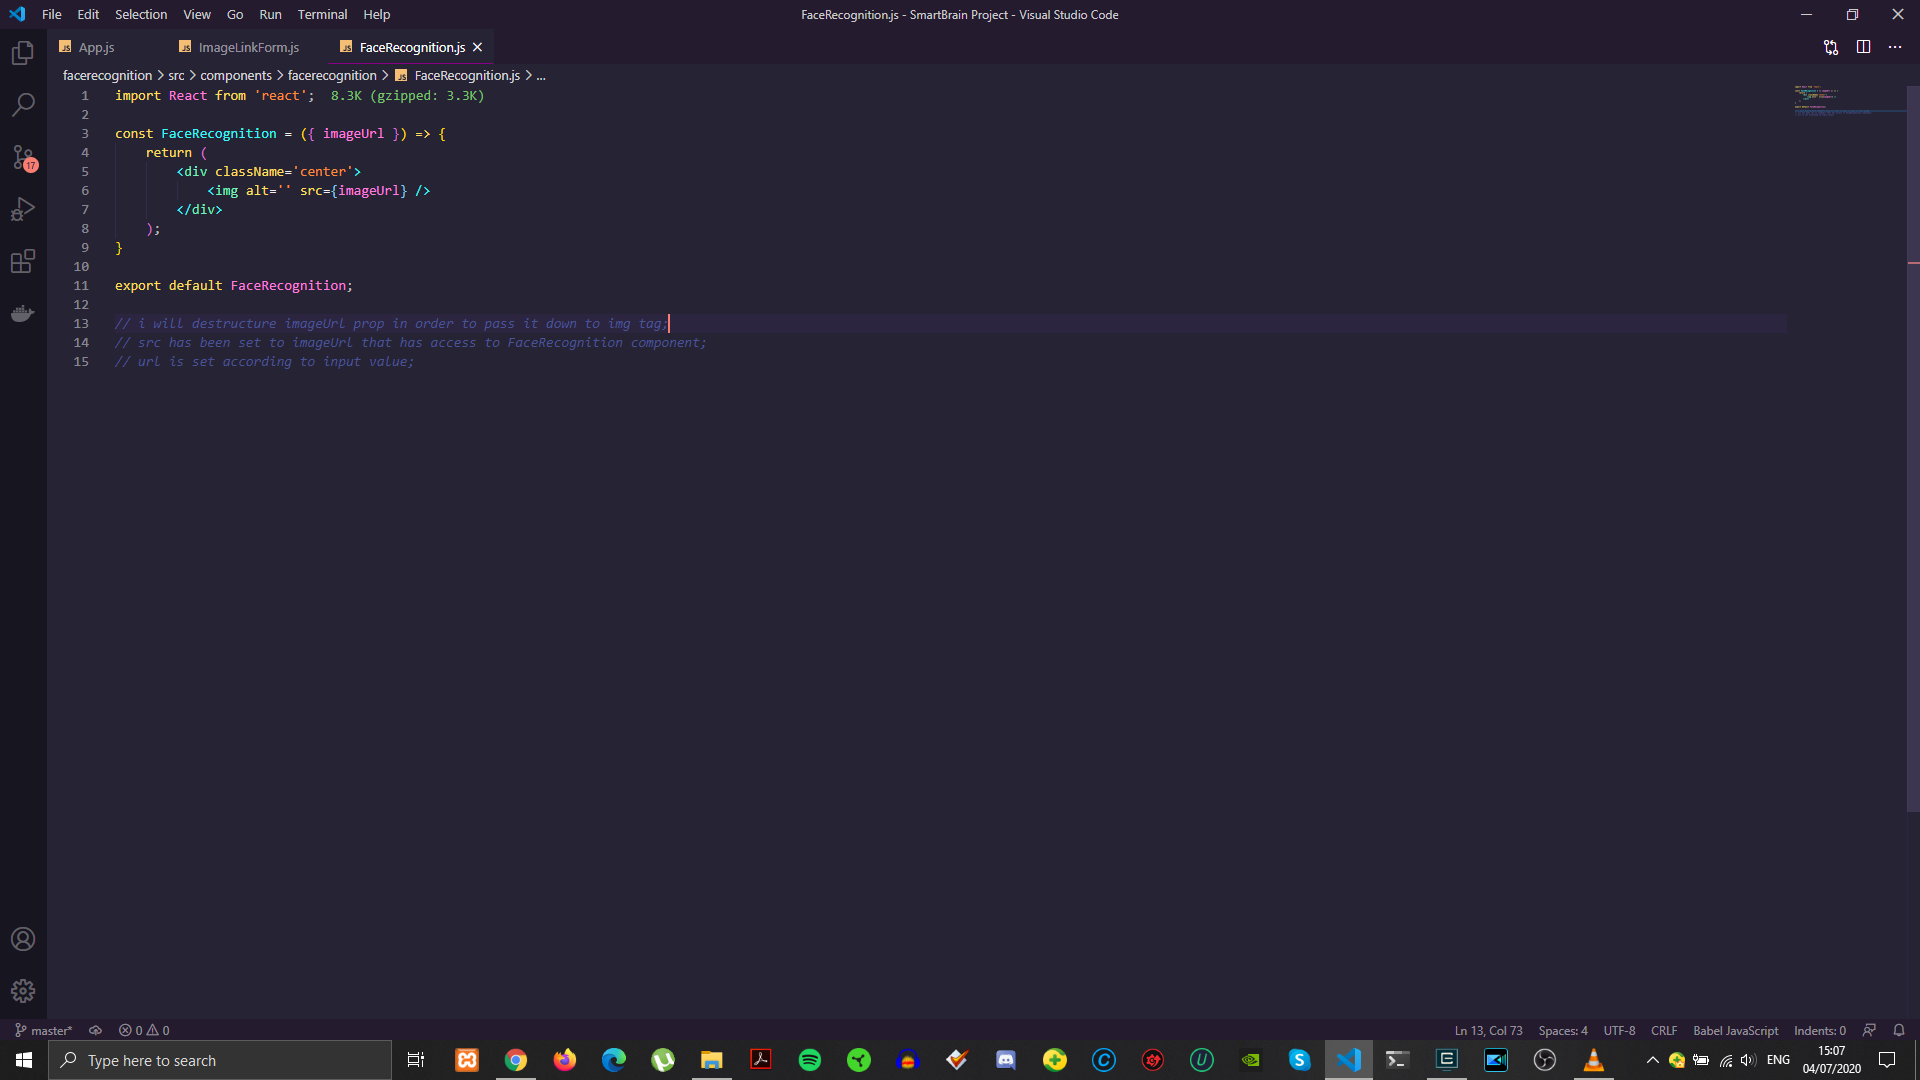 File Edit Selection View Go Run Terminal Help
FaceRecognition.js - SmartBrain Project - Visual Studio Code
App.js
ImageLinkForm.js
FaceRecognition.js
facerecognition > src > components > facerecognition > FaceRecognition.js > ...
17
1 import React from 'react'; 8.3K (gzipped: 3.3K)
2
3 const FaceRecognition = ({ imageUrl }) => {
4 return (
5 <div className='center'>
6 <img alt='' src={imageUrl} />
7 </div>
8 );
9 }
10
11 export default FaceRecognition;
12
13 // i will destructure imageUrl prop in order to pass it down to img tag;
14 // src has been set to imageUrl that has access to FaceRecognition component;
15 // url is set according to input value;
master* 0 0
Ln 13, Col 73 Spaces: 4 UTF-8 CRLF Babel JavaScript Indents: 0
Type here to search
ENG
15:07
04/07/2020